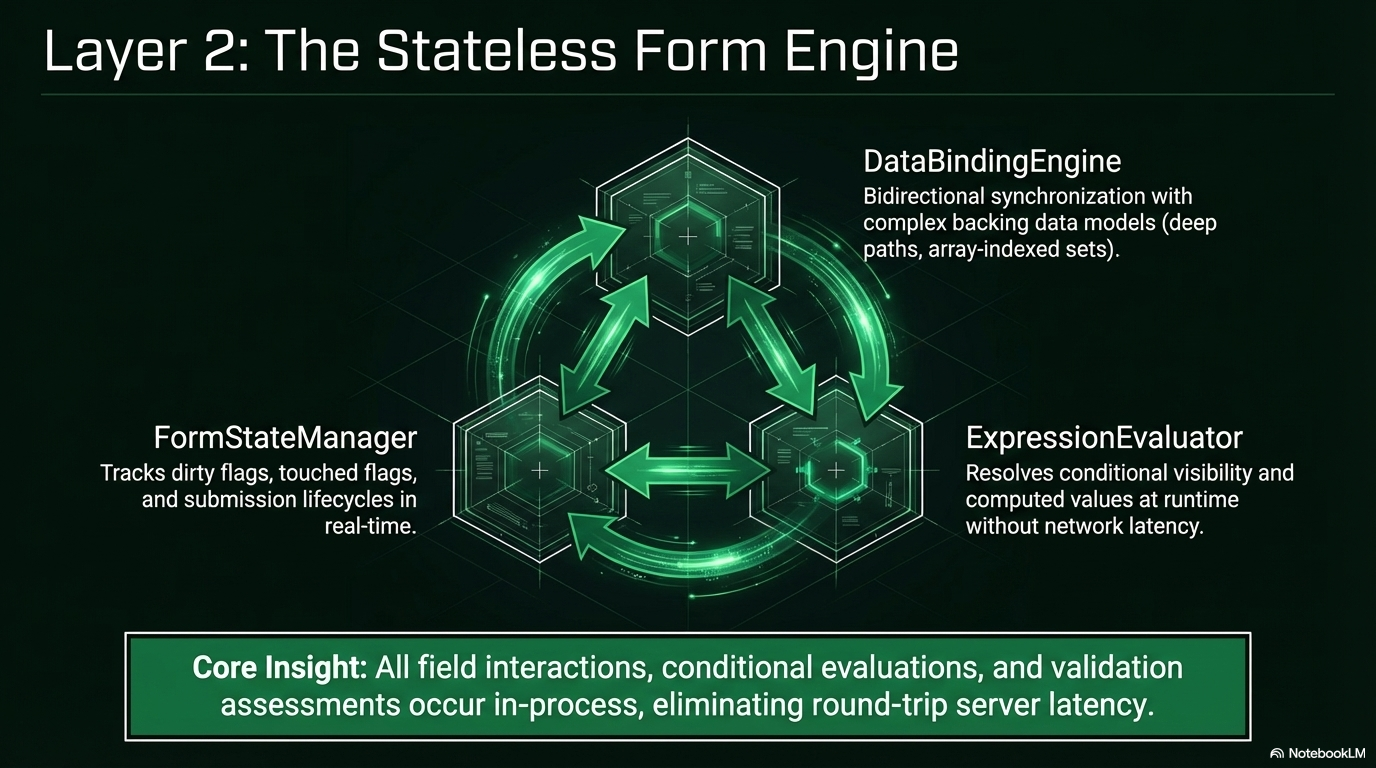 Layer 2: The Stateless Form Engine
DataBindingEngine
Bidirectional synchronization with
complex backing data models (deep
paths, array-indexed sets).
FormStateManager
Tracks dirty flags, touched flags,
and submission lifecycles in
real-time.
ExpressionEvaluator
Resolves conditional visibility and
computed values at runtime
without network latency.
Core Insight: All field interactions, conditional evaluations, and validation
assessments occur in-process, eliminating round-trip server latency.
NotebookLM